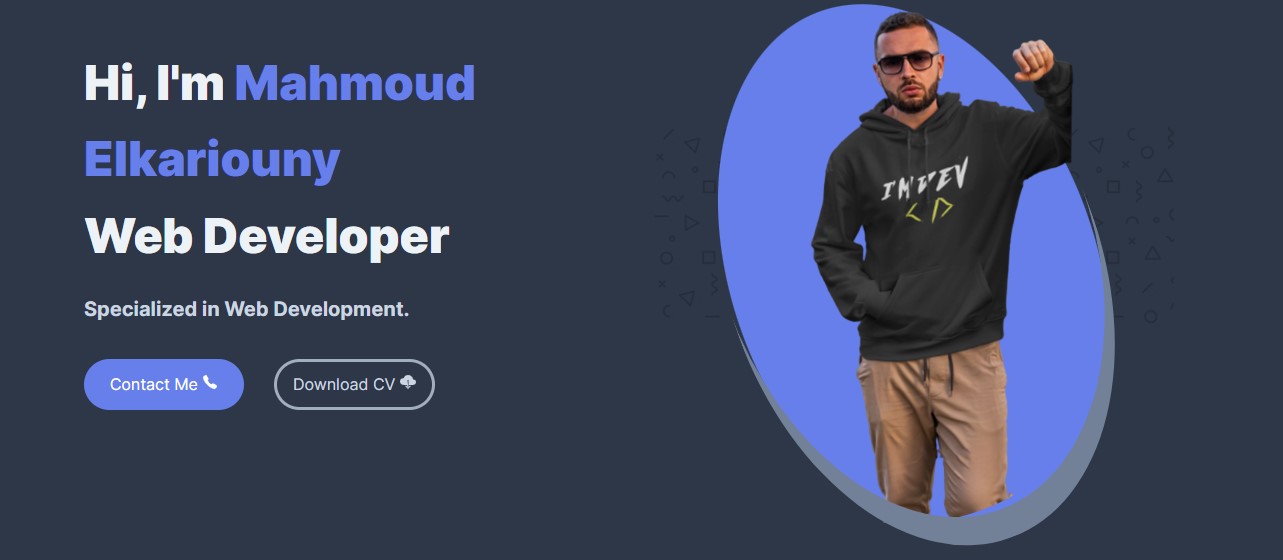 Hi, I'm Mahmoud
Elkariouny
Web Developer
Specialized in Web Development.
Contact Me
Download CV
I'M DEV
</>